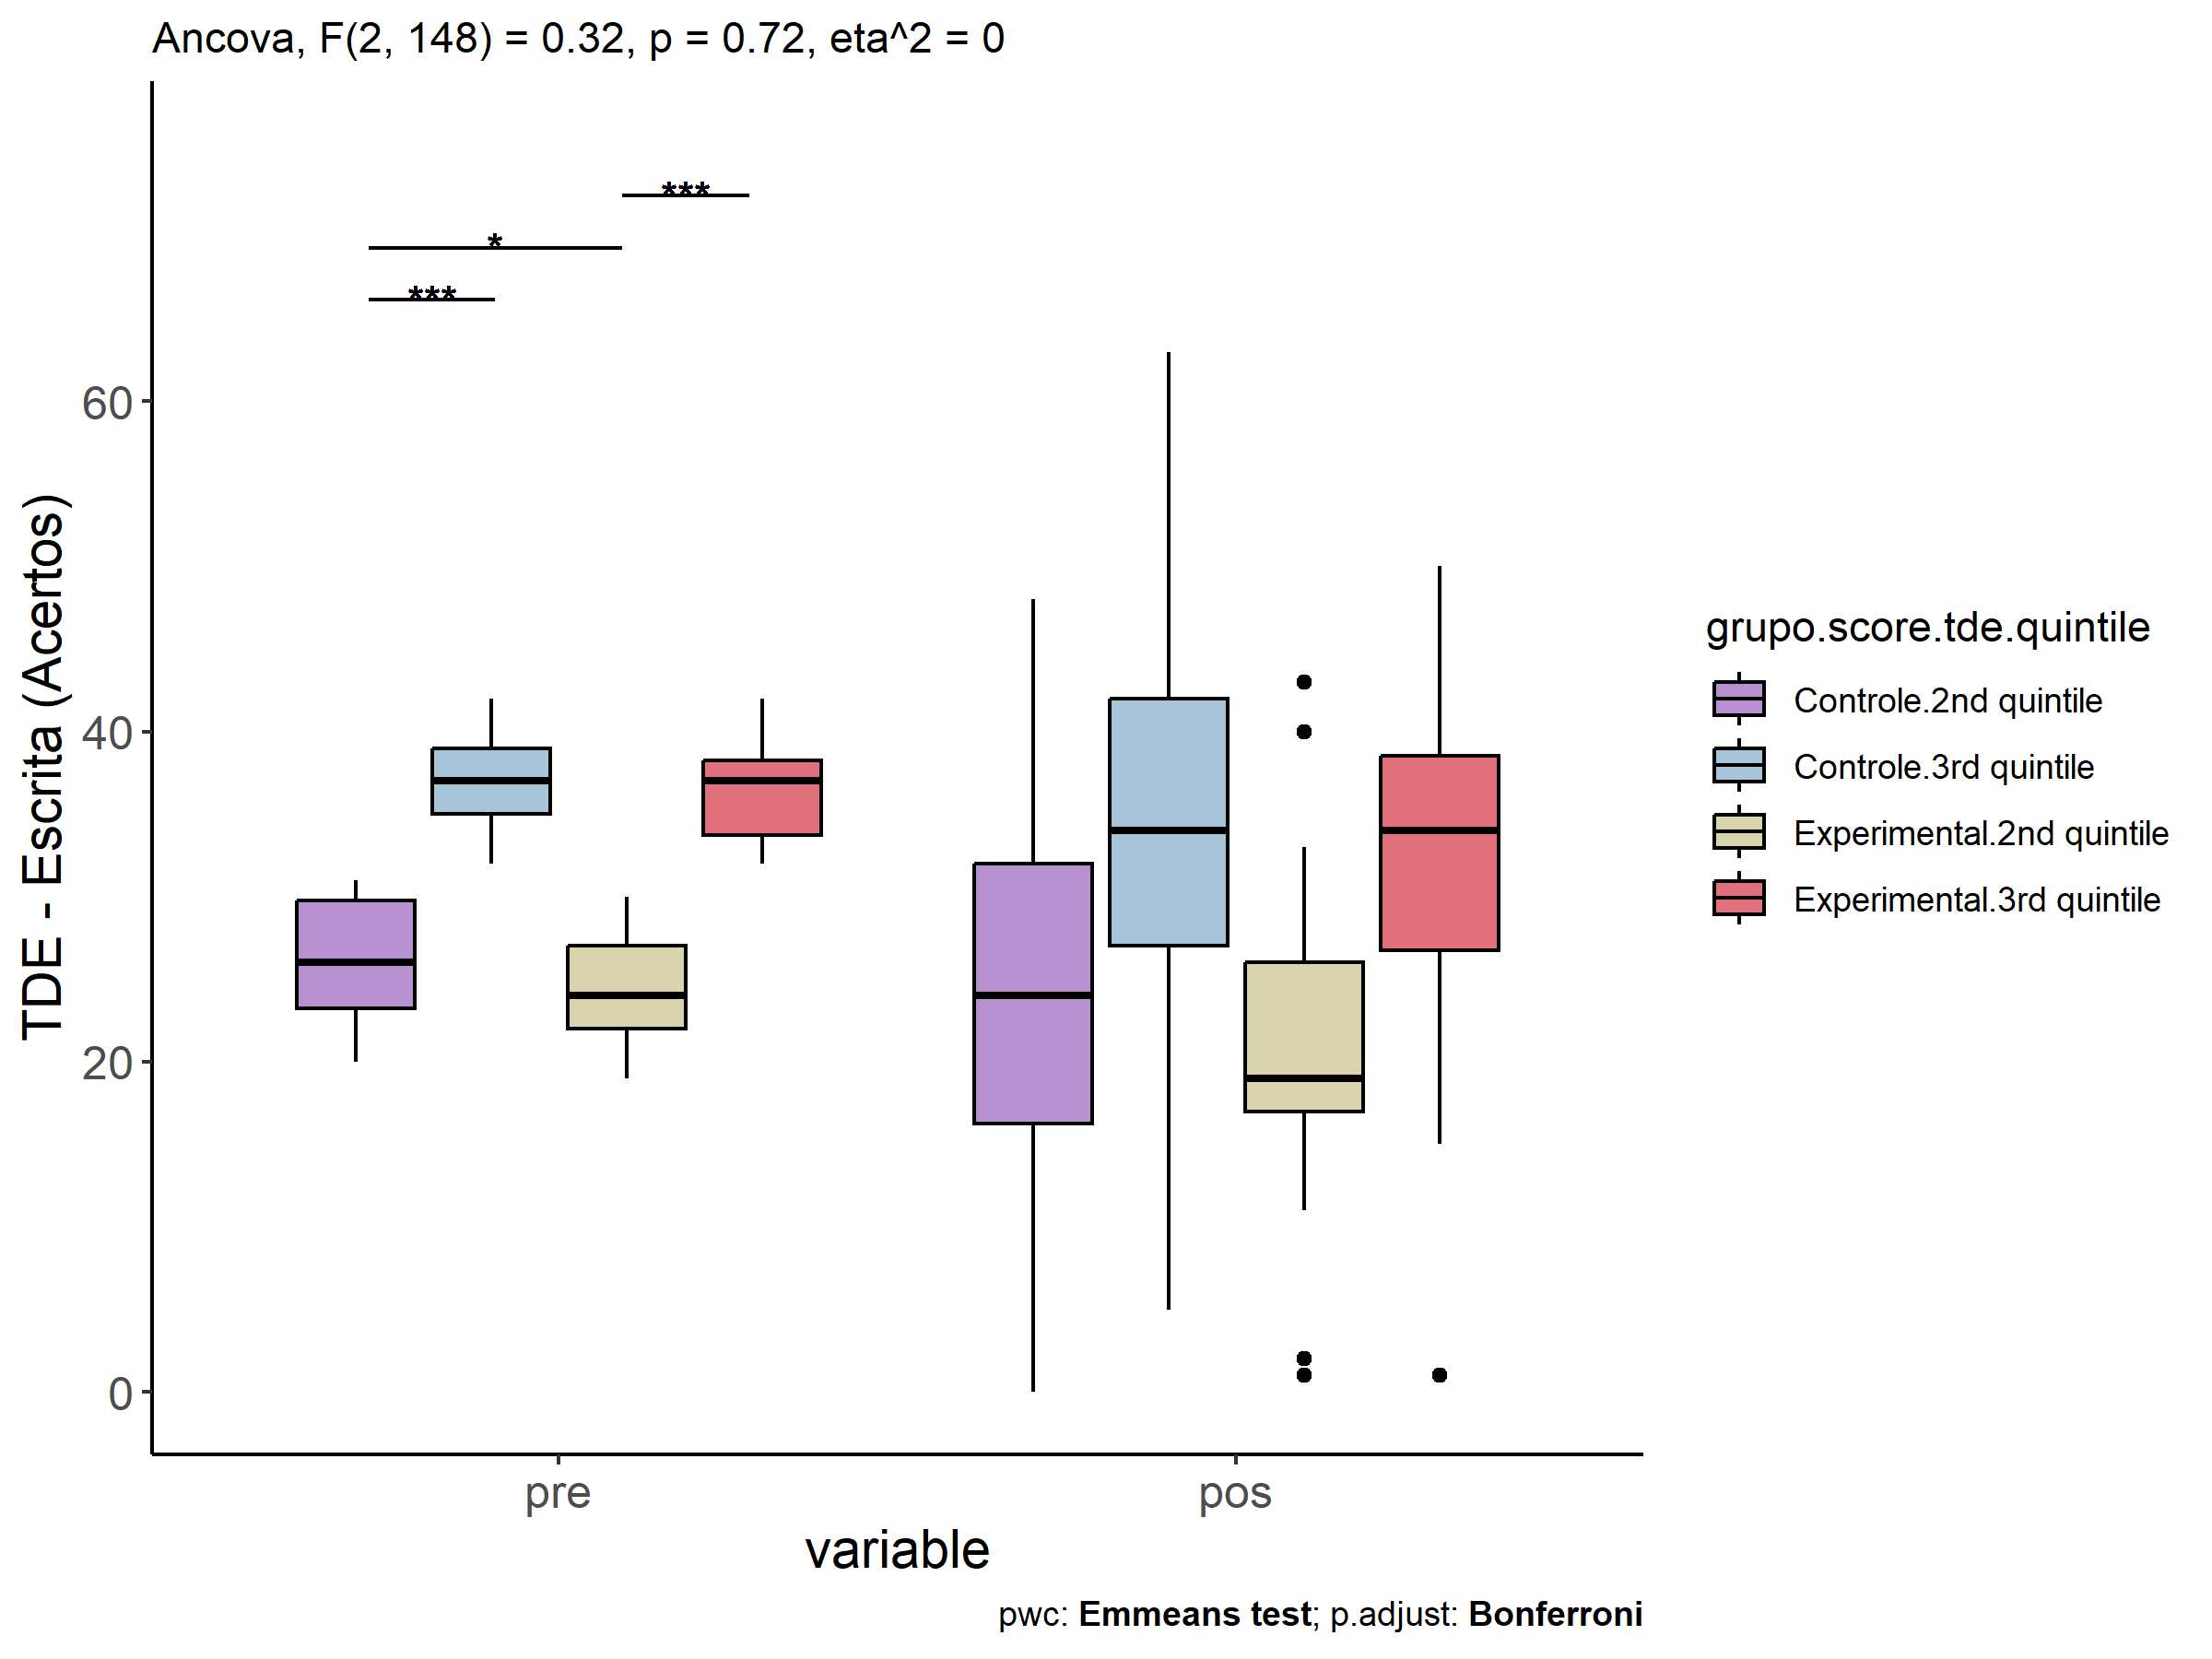 Ancova, F(2, 148) = 0.32, p = 0.72, eta^2 = 0
***
*
***
TDE - Escrita (Acertos)
60
40
20
0
pre
pos
variable
grupo.score.tde.quintile
Controle.2nd quintile
Controle.3rd quintile
Experimental.2nd quintile
Experimental.3rd quintile
pwc: Emmeans test; p.adjust: Bonferroni